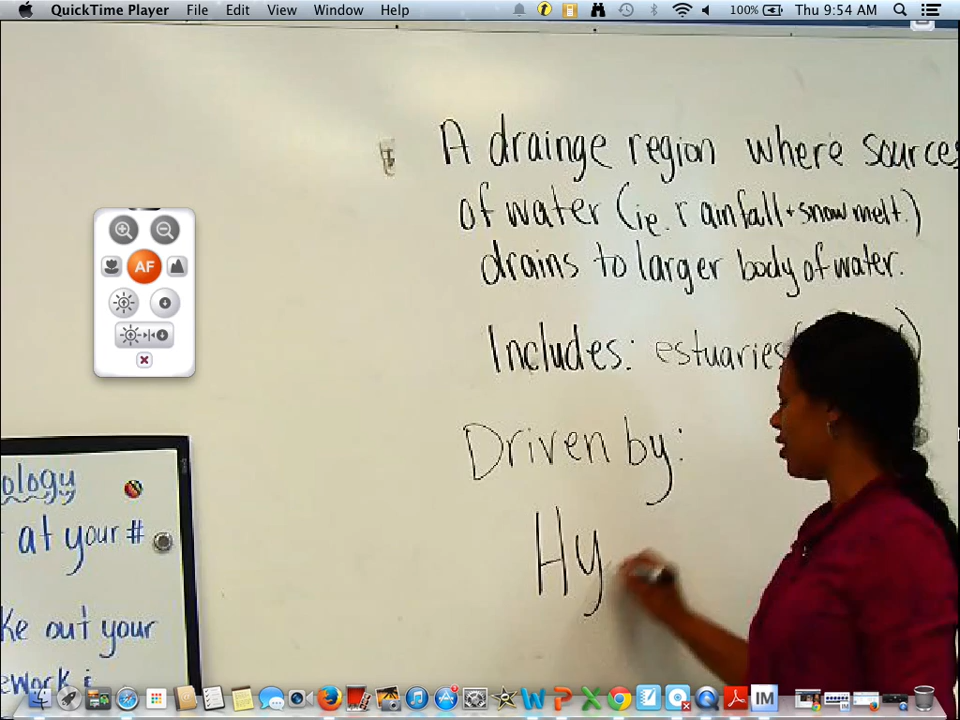 QuickTime Player File Edit View Window Help 100% Thu 9:54 AM
A drainge region where sources
of water (ie. rainfall + snow melt.)
drains to larger body of water.
Includes: estuaries
Driven by:
Hy
AF
ology
at your #
ke out your
ework
IM